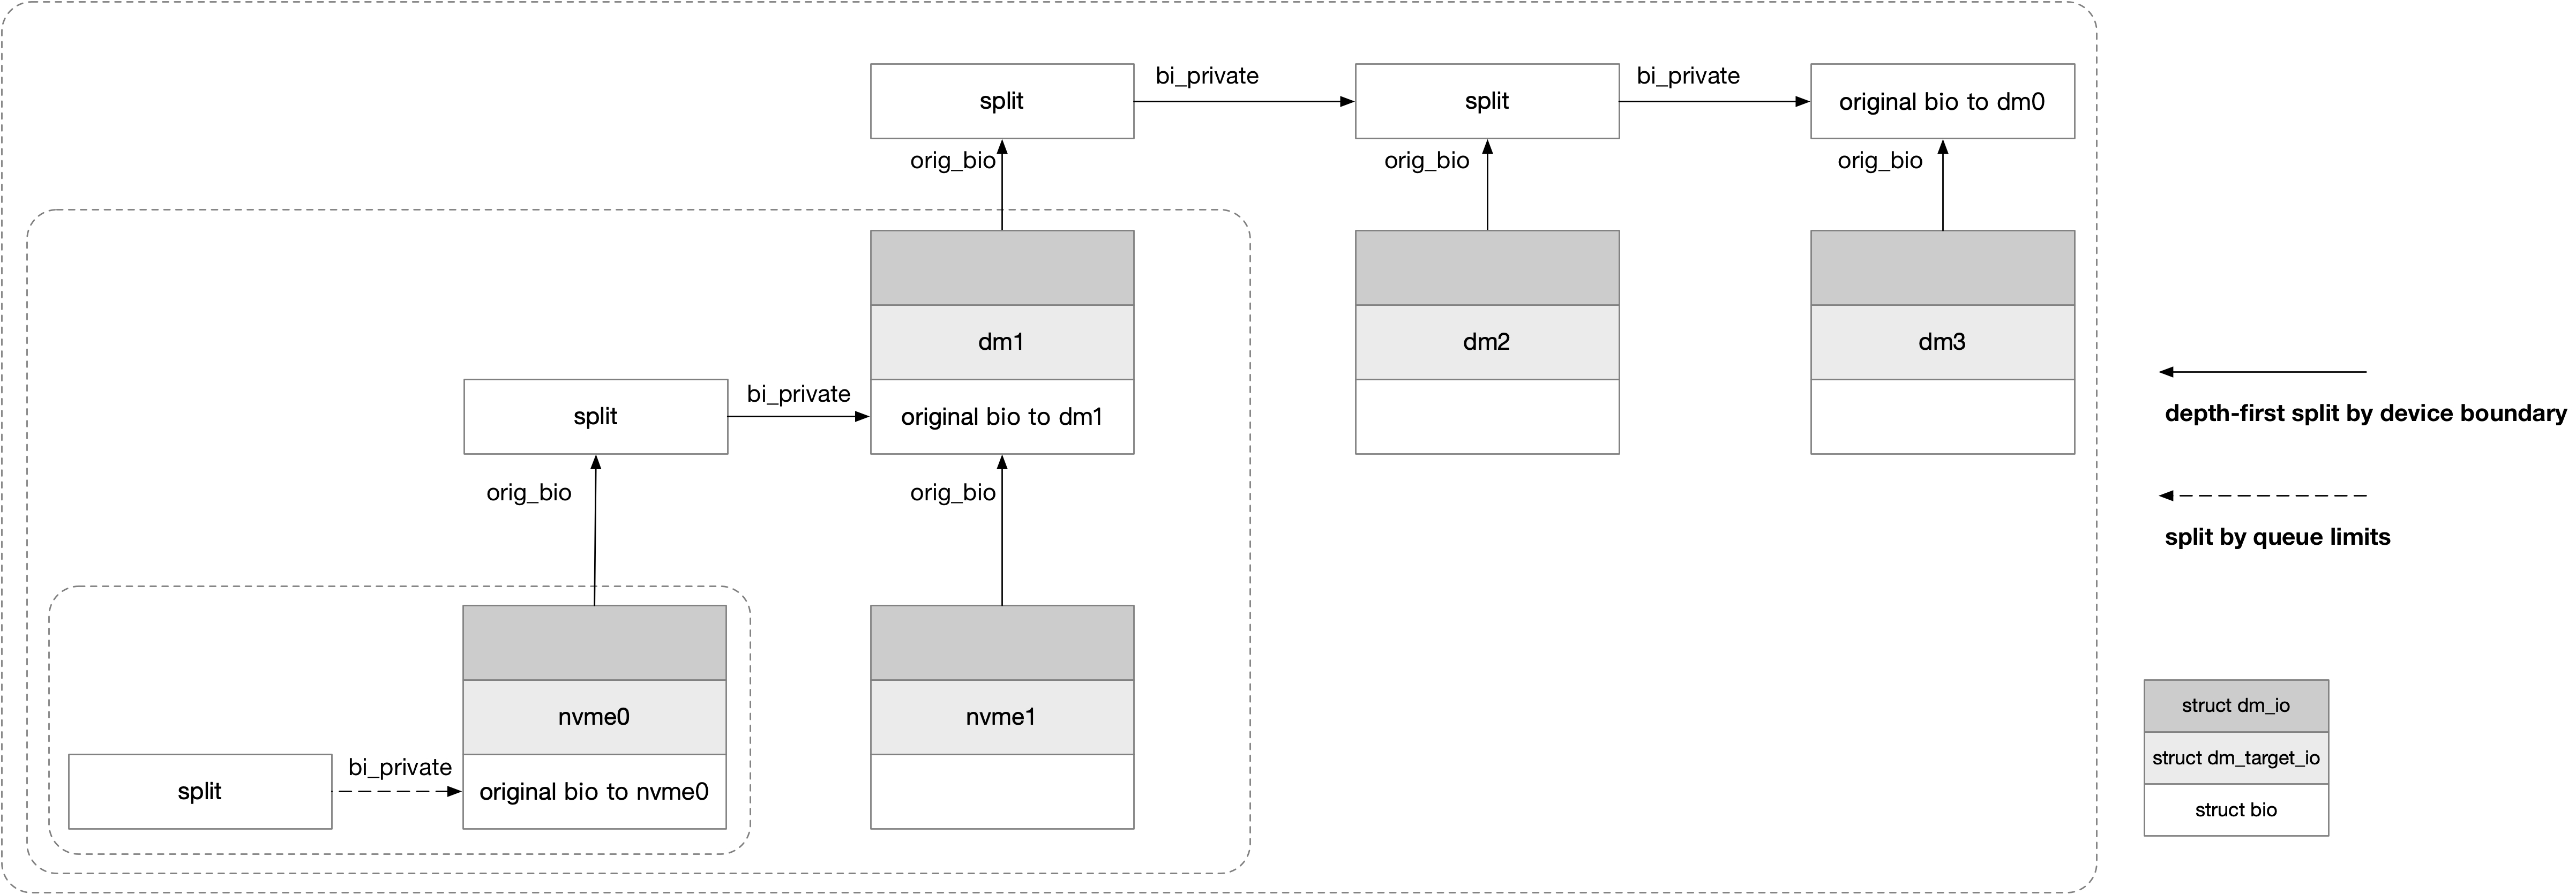 split
bi_private
split
bi_private
original bio to dm0
orig_bio
orig_bio
orig_bio
dm1
dm2
dm3
split
bi_private
original bio to dm1
orig_bio
orig_bio
nvme0
nvme1
split
bi_private
original bio to nvme0
depth-first split by device boundary
split by queue limits
struct dm_io
struct dm_target_io
struct bio